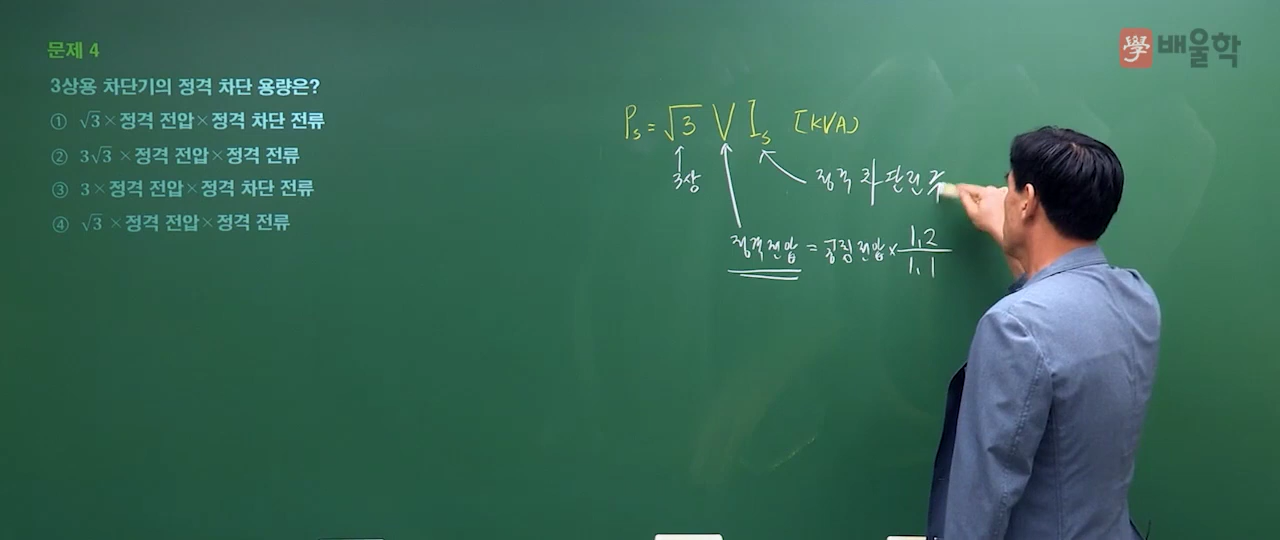 문제 4
3상용 차단기의 정격 차단 용량은?
① √3×정격 전압×정격 차단 전류
② 3√3 ×정격 전압×정격 전류
③ 3×정격 전압×정격 차단 전류
④ √3 ×정격 전압×정격 전류
學 배울학
Ps = √3 V Is [KVA]
3상
정격 차단전류
정격전압 = 공칭전압 × 1.2/1.1